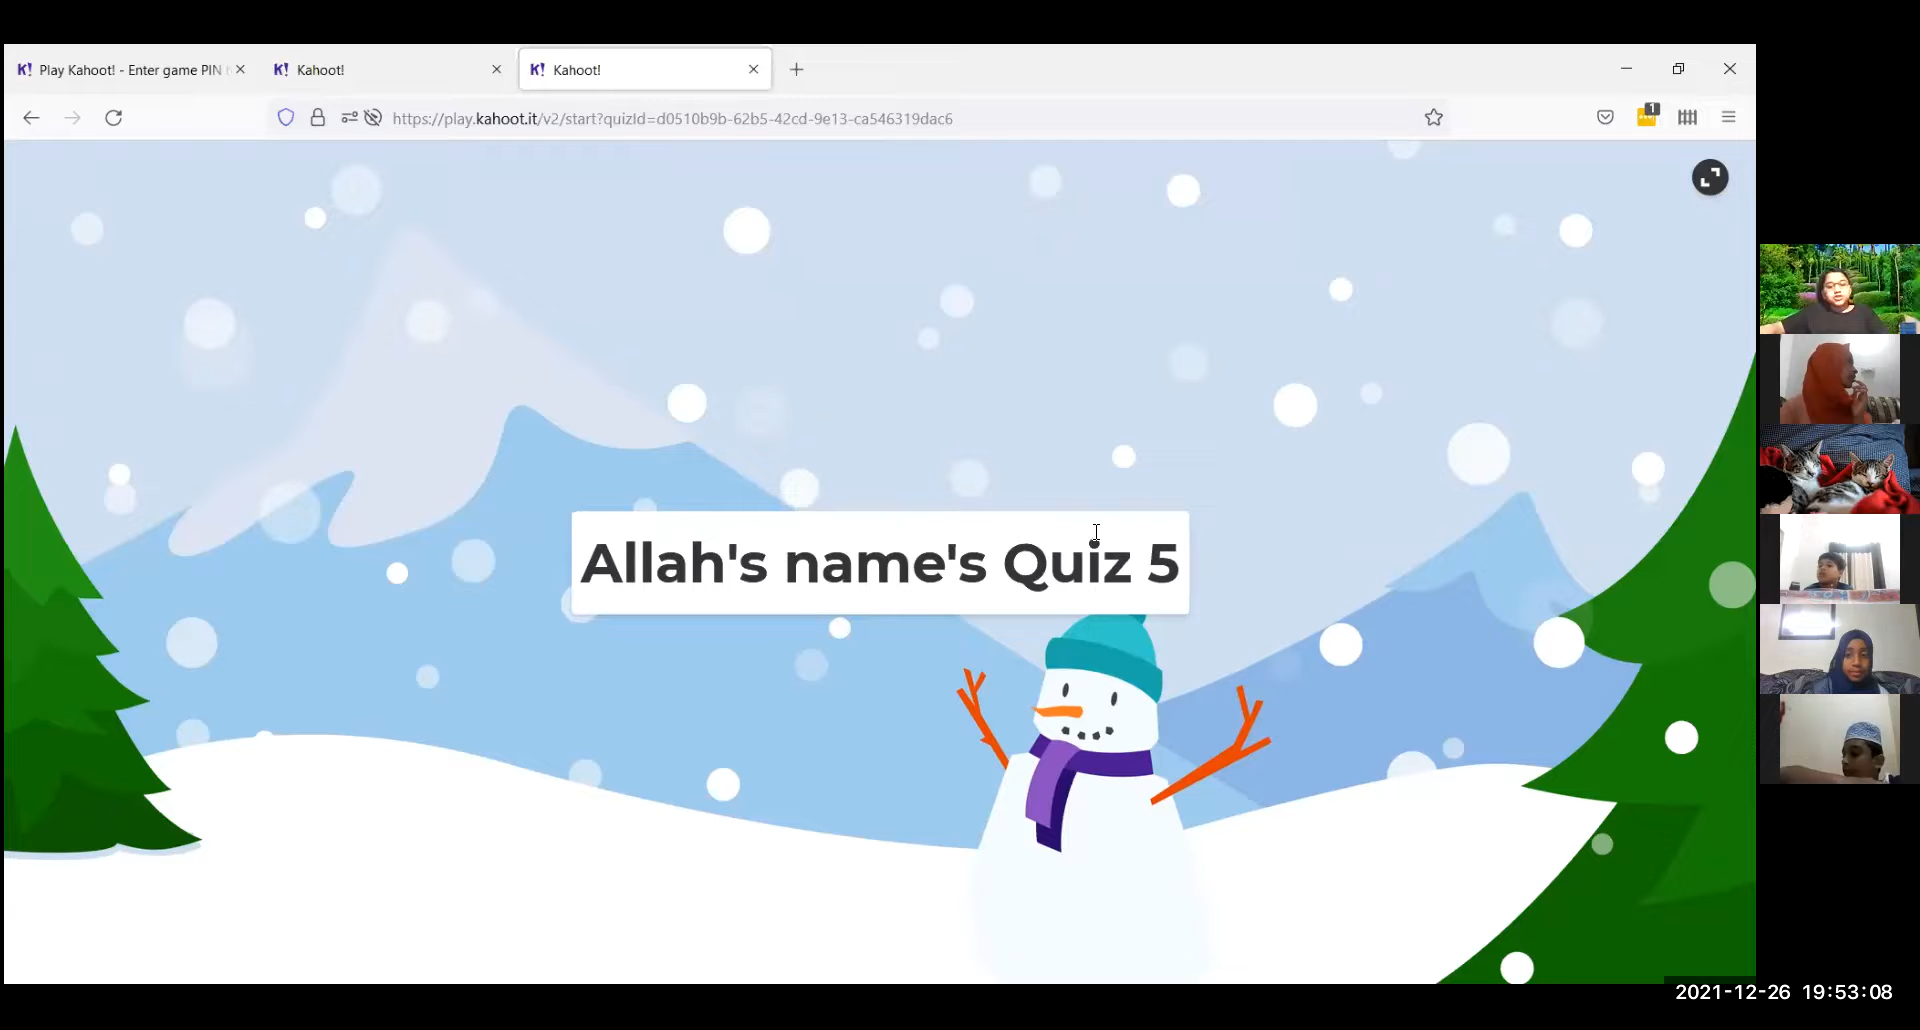 K! Play Kahoot! - Enter game PIN
K! Kahoot!
K! Kahoot!
https://play.kahoot.it/v2/start?quizId=d0510b9b-62b5-42cd-9e13-ca546319dac6
1
Allah's name's Quiz 5
2021-12-26 19:53:08